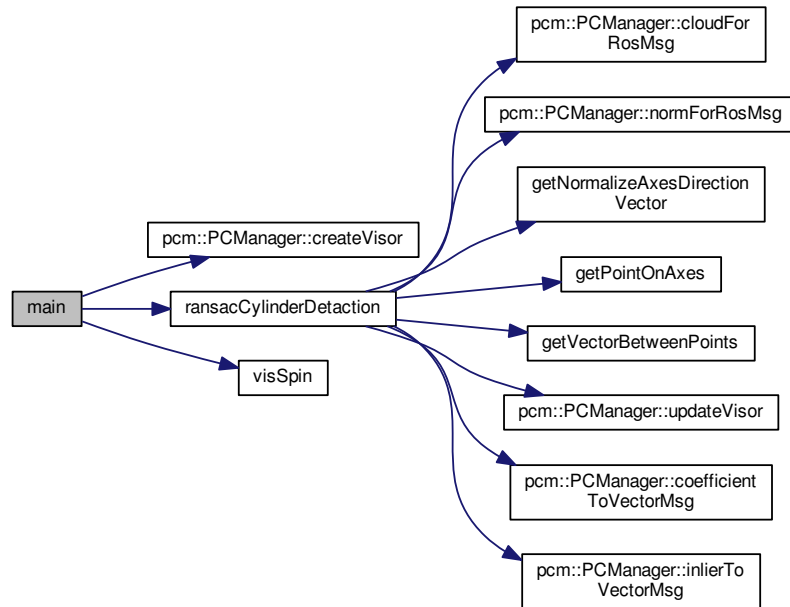 pcm::PCManager::cloudFor
RosMsg
pcm::PCManager::normForRosMsg
getNormalizeAxesDirection
Vector
pcm::PCManager::createVisor
getPointOnAxes
main
ransacCylinderDetaction
getVectorBetweenPoints
visSpin
pcm::PCManager::updateVisor
pcm::PCManager::coefficient
ToVectorMsg
pcm::PCManager::inlierTo
VectorMsg